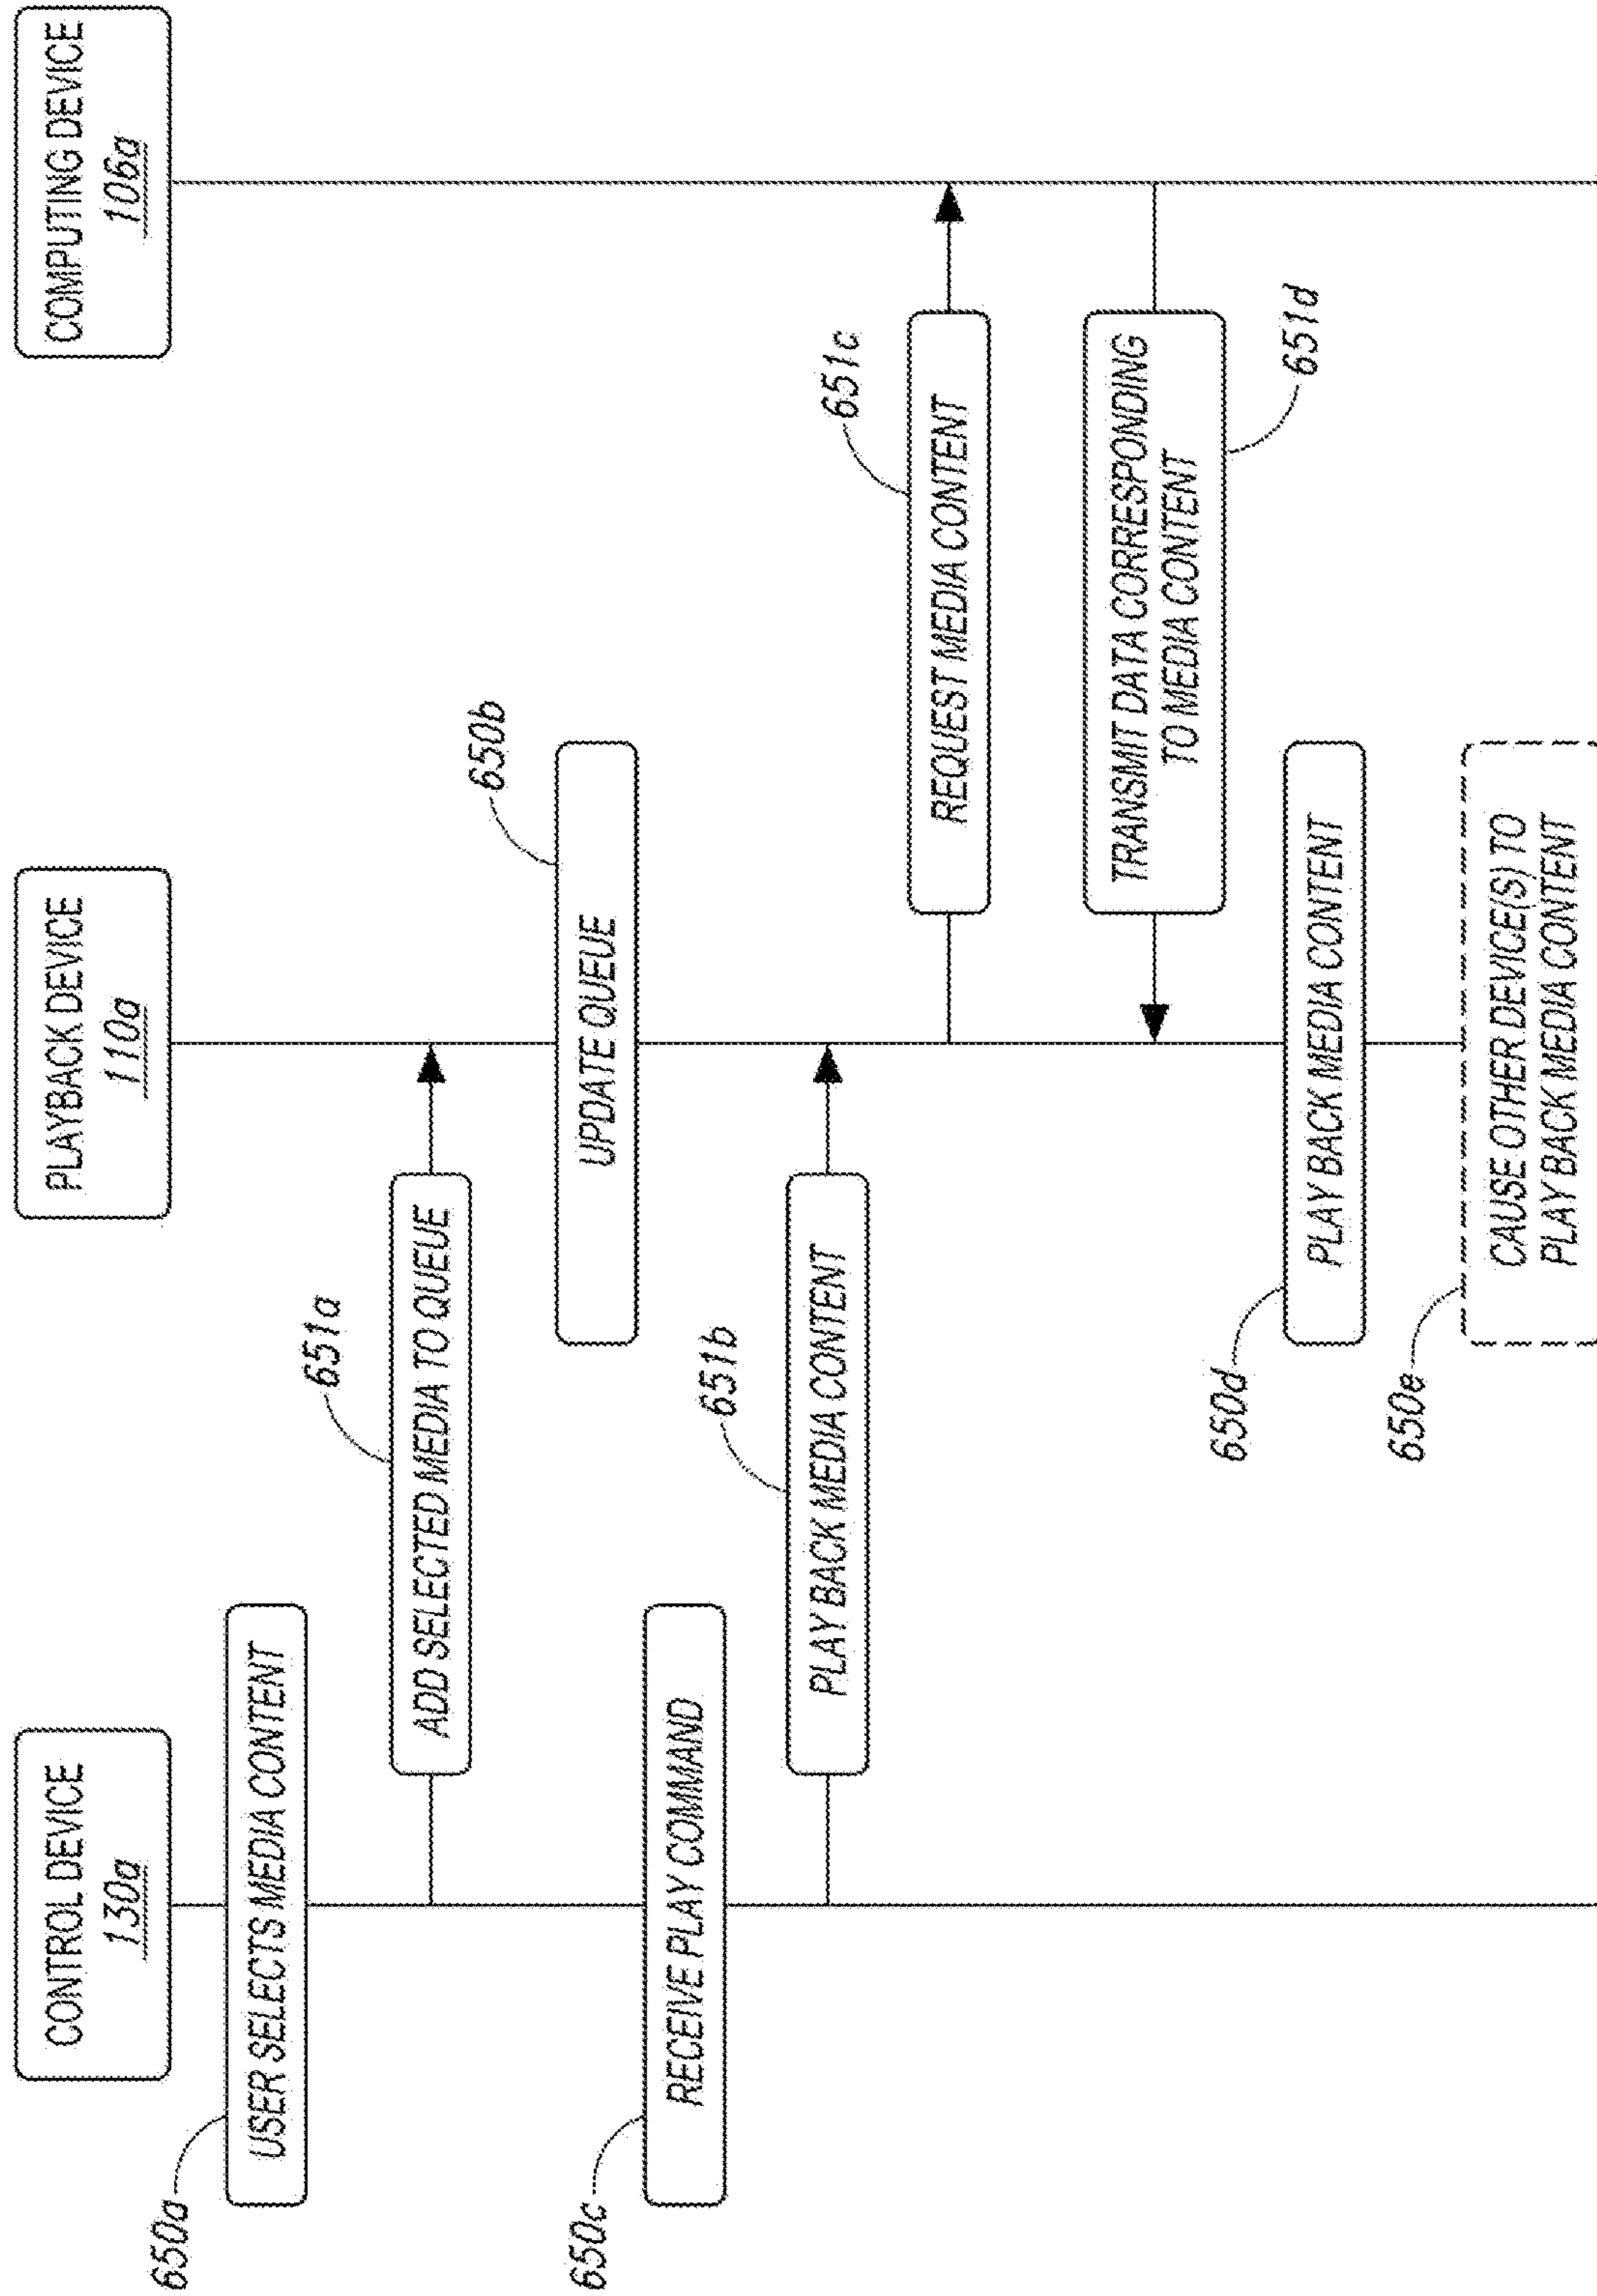 CONTROL DEVICE
130a
PLAYBACK DEVICE
110a
COMPUTING DEVICE
106a
650a
USER SELECTS MEDIA CONTENT
651a
ADD SELECTED MEDIA TO QUEUE
650b
UPDATE QUEUE
650c
RECEIVE PLAY COMMAND
651b
PLAY BACK MEDIA CONTENT
651c
REQUEST MEDIA CONTENT
TRANSMIT DATA CORRESPONDING
TO MEDIA CONTENT
651d
650d
PLAY BACK MEDIA CONTENT
650e
CAUSE OTHER DEVICE(S) TO
PLAY BACK MEDIA CONTENT